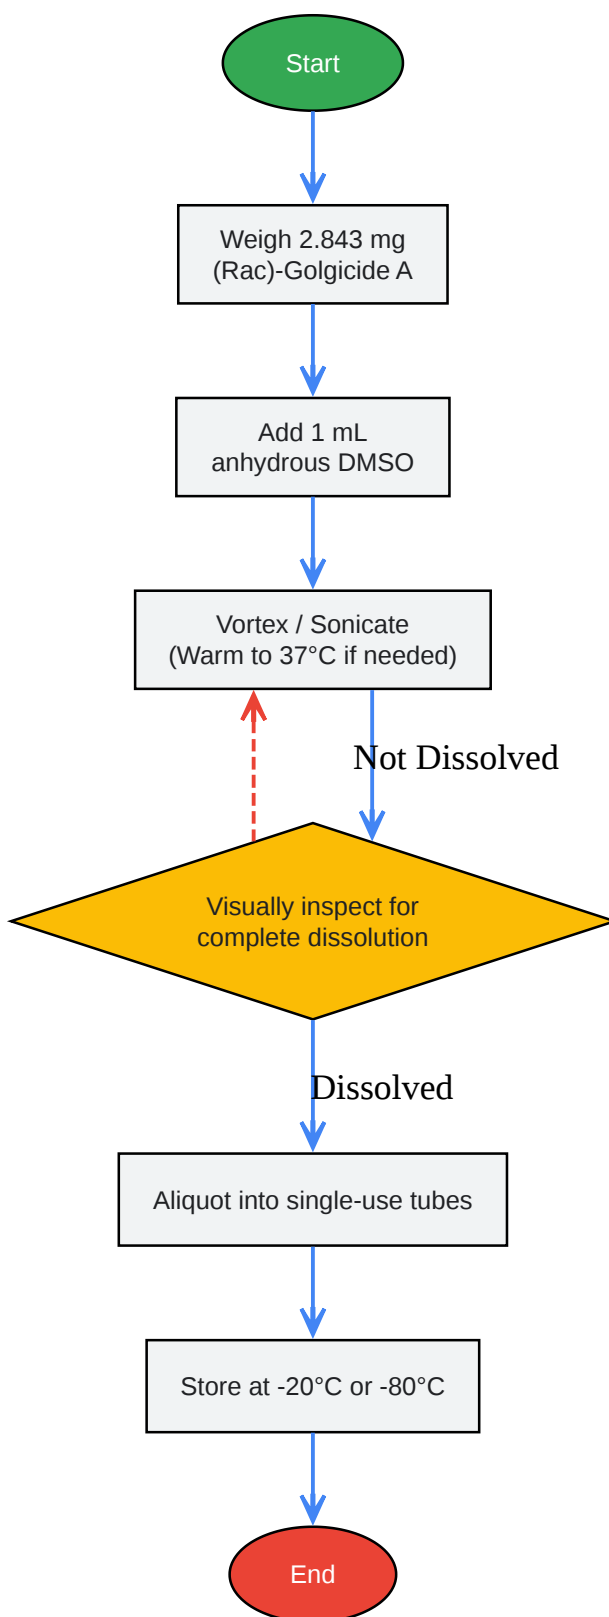 Start
Weigh 2.843 mg
(Rac)-Golgicide A
Add 1 mL
anhydrous DMSO
Vortex / Sonicate
(Warm to 37°C if needed)
Not Dissolved
Visually inspect for
complete dissolution
Dissolved
Aliquot into single-use tubes
Store at -20°C or -80°C
End